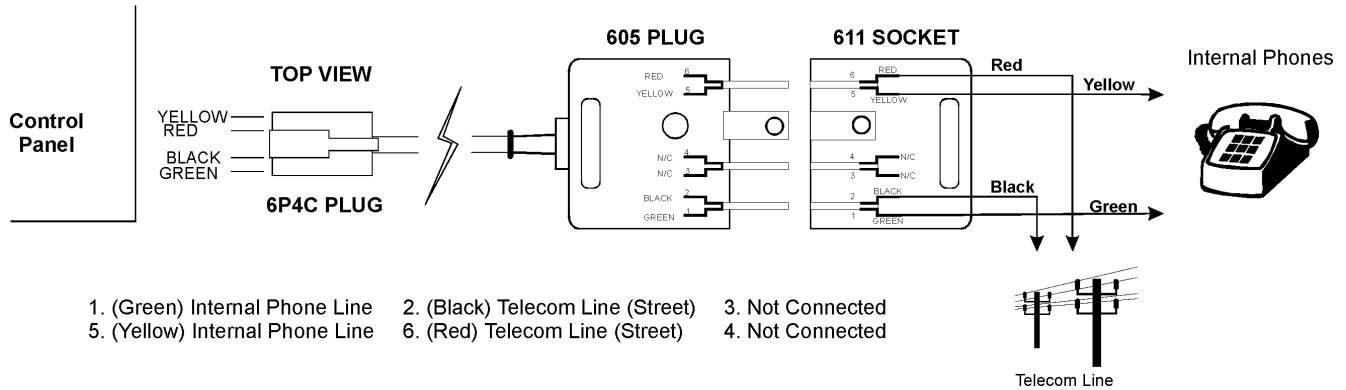 605 PLUG
611 SOCKET
Internal Phones
TOP VIEW
Control
Panel
YELLOW
RED
BLACK
GREEN
6P4C PLUG
RED 6
YELLOW 5
N/C 4
N/C 3
BLACK 2
GREEN 1
6 RED
5 YELLOW
4 N/C
3 N/C
2 BLACK
1 GREEN
Red
Yellow
Black
Green
1. (Green) Internal Phone Line 2. (Black) Telecom Line (Street) 3. Not Connected
5. (Yellow) Internal Phone Line 6. (Red) Telecom Line (Street) 4. Not Connected
Telecom Line